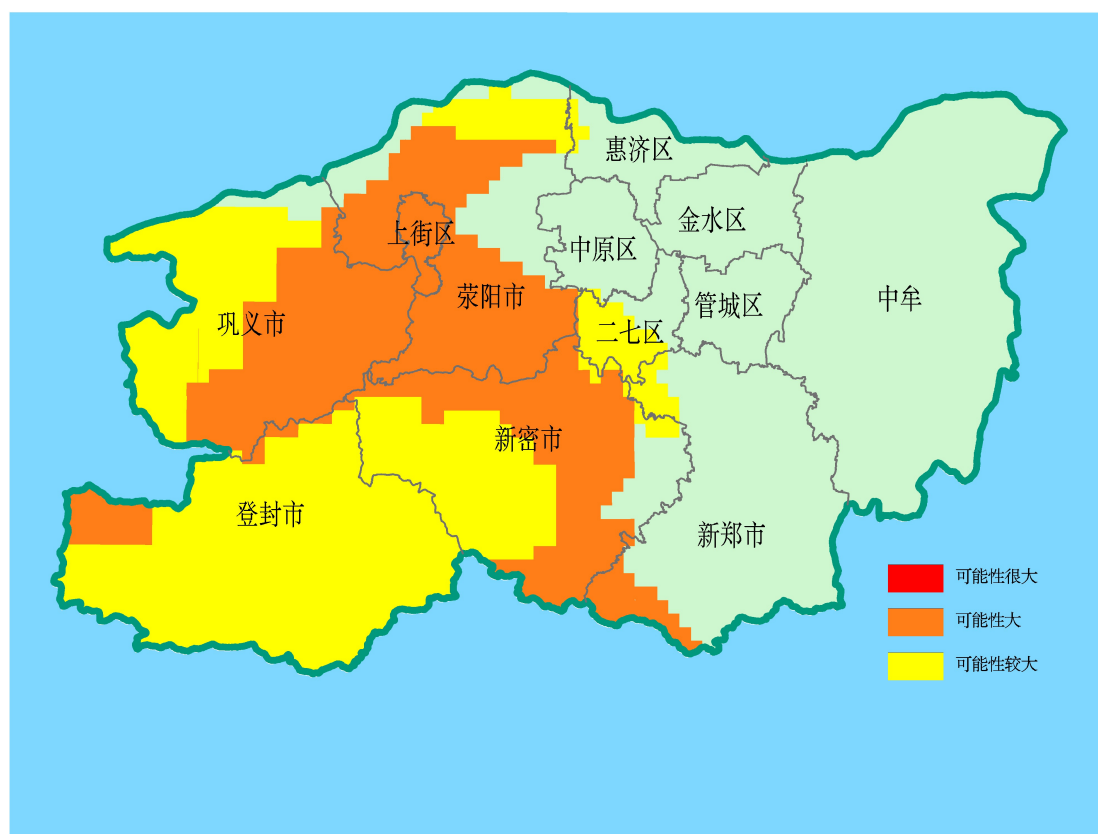 惠济区
金水区
上街区
中原区
荥阳市
管城区
中牟
巩义市
二七区
新密市
登封市
新郑市
可能性很大
可能性大
可能性较大